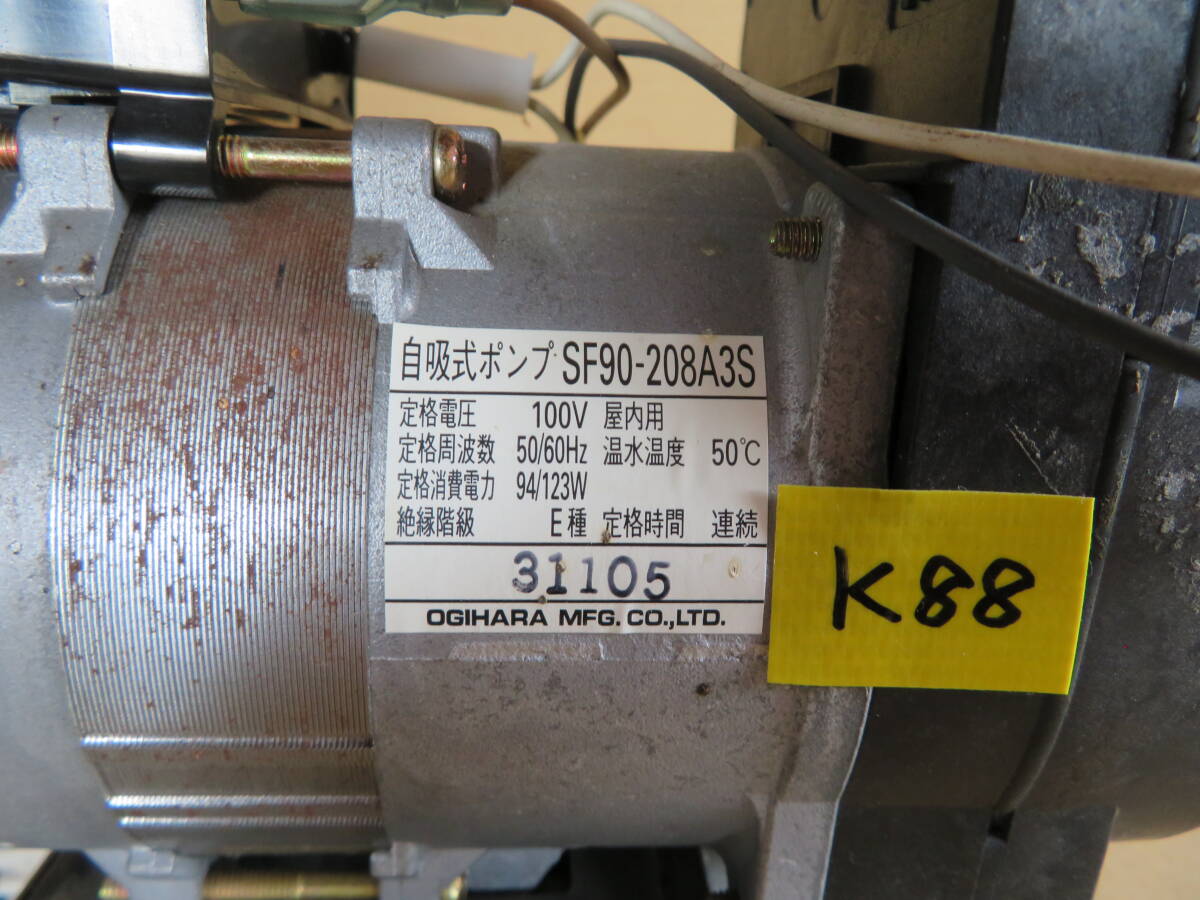 自吸式ポンプ SF90-208A3S
定格電圧 100V 屋内用
定格周波数 50/60Hz 温水温度 50℃
定格消費電力 94/123W
絶縁階級 E種 定格時間 連続
31105
OGIHARA MFG. CO.,LTD.
K88